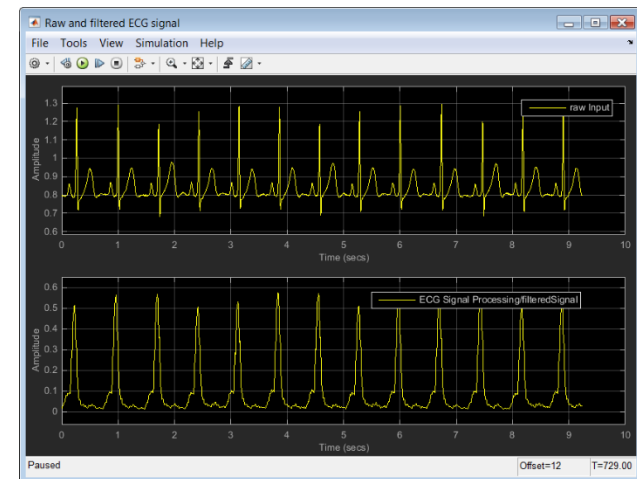 Raw and filtered ECG signal
File Tools View Simulation Help
raw Input
1.3
1.2
1.1
1
0.9
0.8
0.7
0.6
Amplitude
0 1 2 3 4 5 6 7 8 9 10
Time (secs)
ECG Signal Processing/filteredSignal
0.6
0.5
0.4
0.3
0.2
0.1
0
Amplitude
0 1 2 3 4 5 6 7 8 9 10
Time (secs)
Paused Offset=12 T=729.00